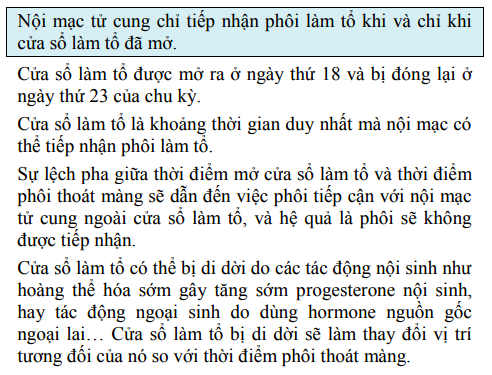 Nội mạc tử cung chỉ tiếp nhận phôi làm tổ khi và chỉ khi
cửa sổ làm tổ đã mở.
Cửa sổ làm tổ được mở ra ở ngày thứ 18 và bị đóng lại ở
ngày thứ 23 của chu kỳ.
Cửa sổ làm tổ là khoảng thời gian duy nhất mà nội mạc có
thể tiếp nhận phôi làm tổ.
Sự lệch pha giữa thời điểm mở cửa sổ làm tổ và thời điểm
phôi thoát màng sẽ dẫn đến việc phôi tiếp cận với nội mạc
tử cung ngoài cửa sổ làm tổ, và hệ quả là phôi sẽ không
được tiếp nhận.
Cửa sổ làm tổ có thể bị di dời do các tác động nội sinh như
hoàng thể hóa sớm gây tăng sớm progesterone nội sinh,
hay tác động ngoại sinh do dùng hormone nguồn gốc
ngoại lai… Cửa sổ làm tổ bị di dời sẽ làm thay đổi vị trí
tương đối của nó so với thời điểm phôi thoát màng.